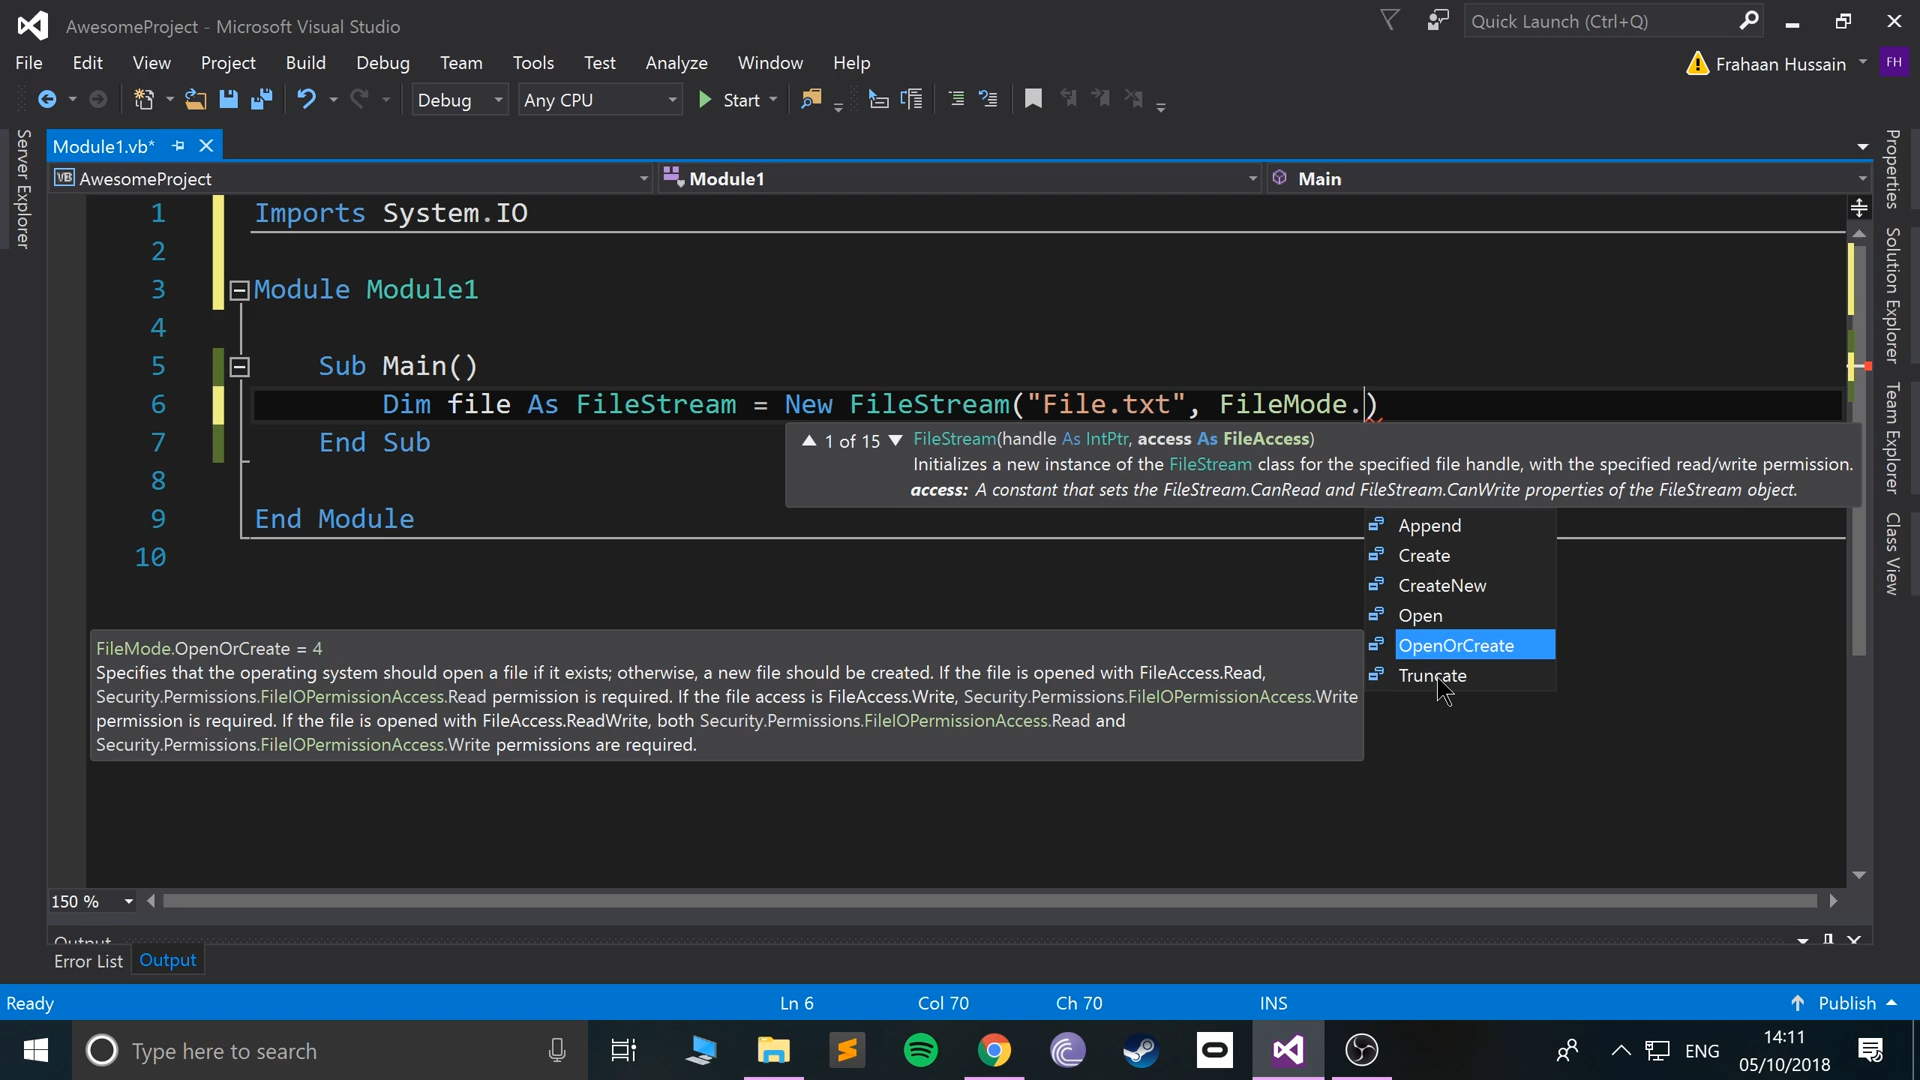 AwesomeProject - Microsoft Visual Studio
Quick Launch (Ctrl+Q)
File Edit View Project Build Debug Team Tools Test Analyze Window Help
Frahaan Hussain FH
Debug Any CPU Start
Server Explorer
Module1.vb*
Properties
Solution Explorer
Team Explorer
Class View
VB AwesomeProject Module1 Main
1 Imports System.IO
2
3 Module Module1
4
5 Sub Main()
6 Dim file As FileStream = New FileStream("File.txt", FileMode.)
7 End Sub
8
9 End Module
10
1 of 15 FileStream(handle As IntPtr, access As FileAccess)
Initializes a new instance of the FileStream class for the specified file handle, with the specified read/write permission.
access: A constant that sets the FileStream.CanRead and FileStream.CanWrite properties of the FileStream object.
Append
Create
CreateNew
Open
OpenOrCreate
Truncate
FileMode.OpenOrCreate = 4
Specifies that the operating system should open a file if it exists; otherwise, a new file should be created. If the file is opened with FileAccess.Read,
Security.Permissions.FileIOPermissionAccess.Read permission is required. If the file access is FileAccess.Write, Security.Permissions.FileIOPermissionAccess.Write
permission is required. If the file is opened with FileAccess.ReadWrite, both Security.Permissions.FileIOPermissionAccess.Read and
Security.Permissions.FileIOPermissionAccess.Write permissions are required.
150 %
Output
Error List Output
Ready Ln 6 Col 70 Ch 70 INS Publish
Type here to search
ENG
14:11
05/10/2018